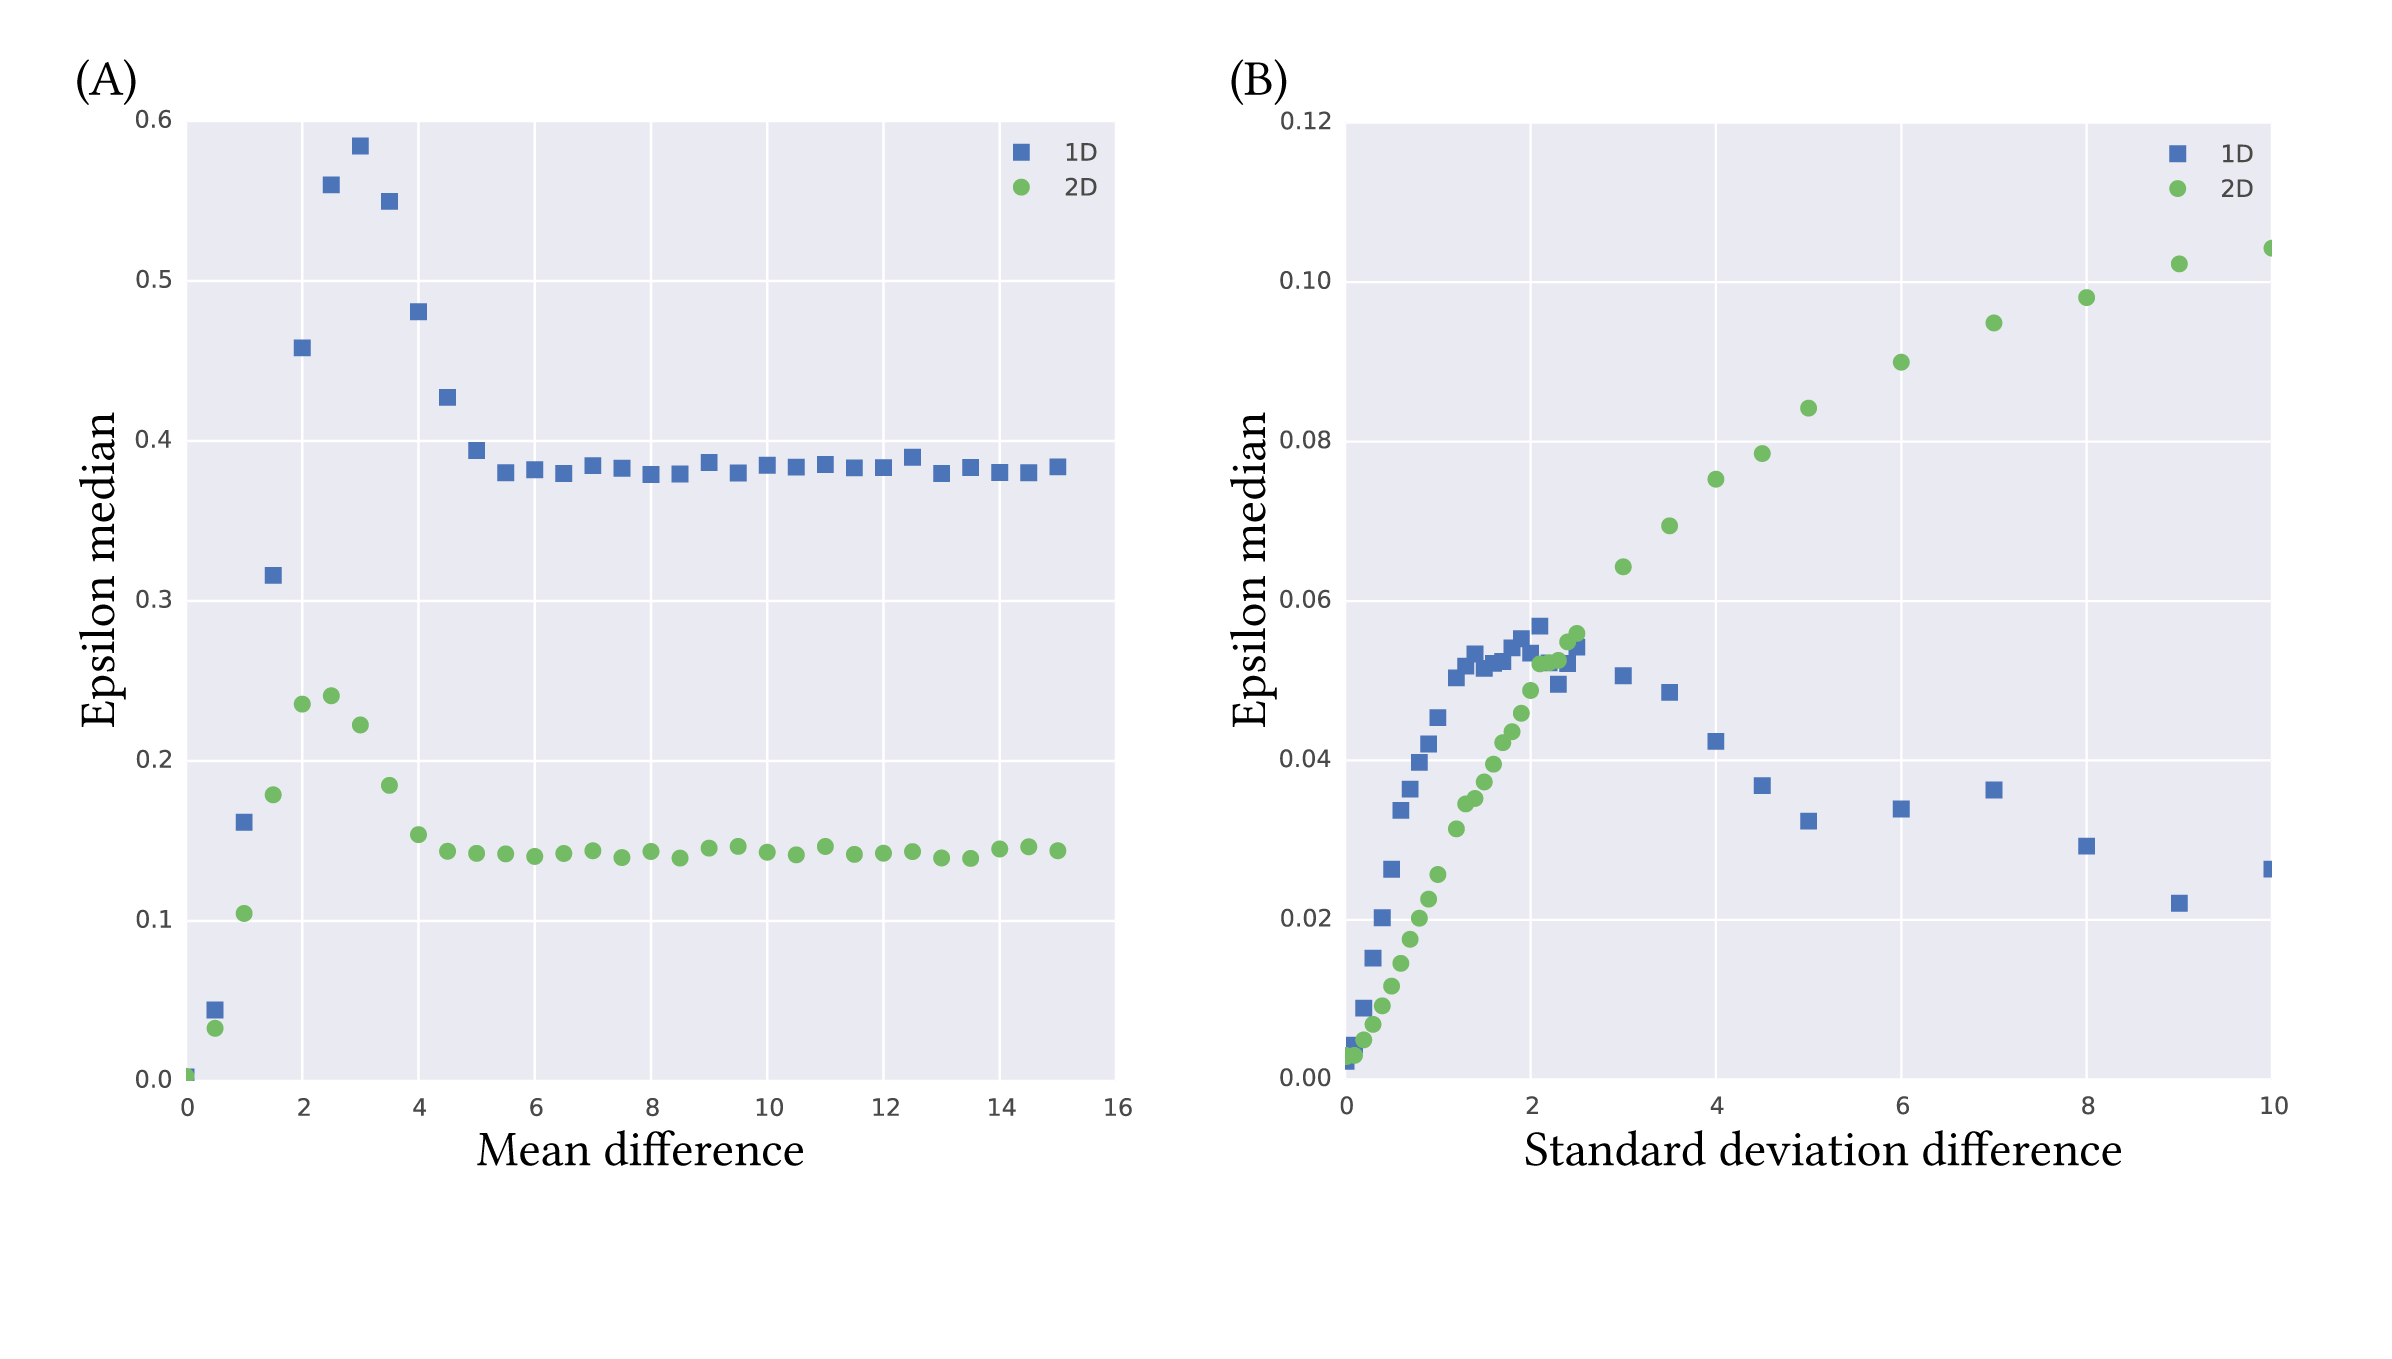 (A)
0.6
0.5
0.4
0.3
0.2
0.1
0.0
Epsilon median
1D
2D
0 2 4 6 8 10 12 14 16
Mean difference
(B)
0.12
0.10
0.08
0.06
0.04
0.02
0.00
Epsilon median
1D
2D
0 2 4 6 8 10
Standard deviation difference